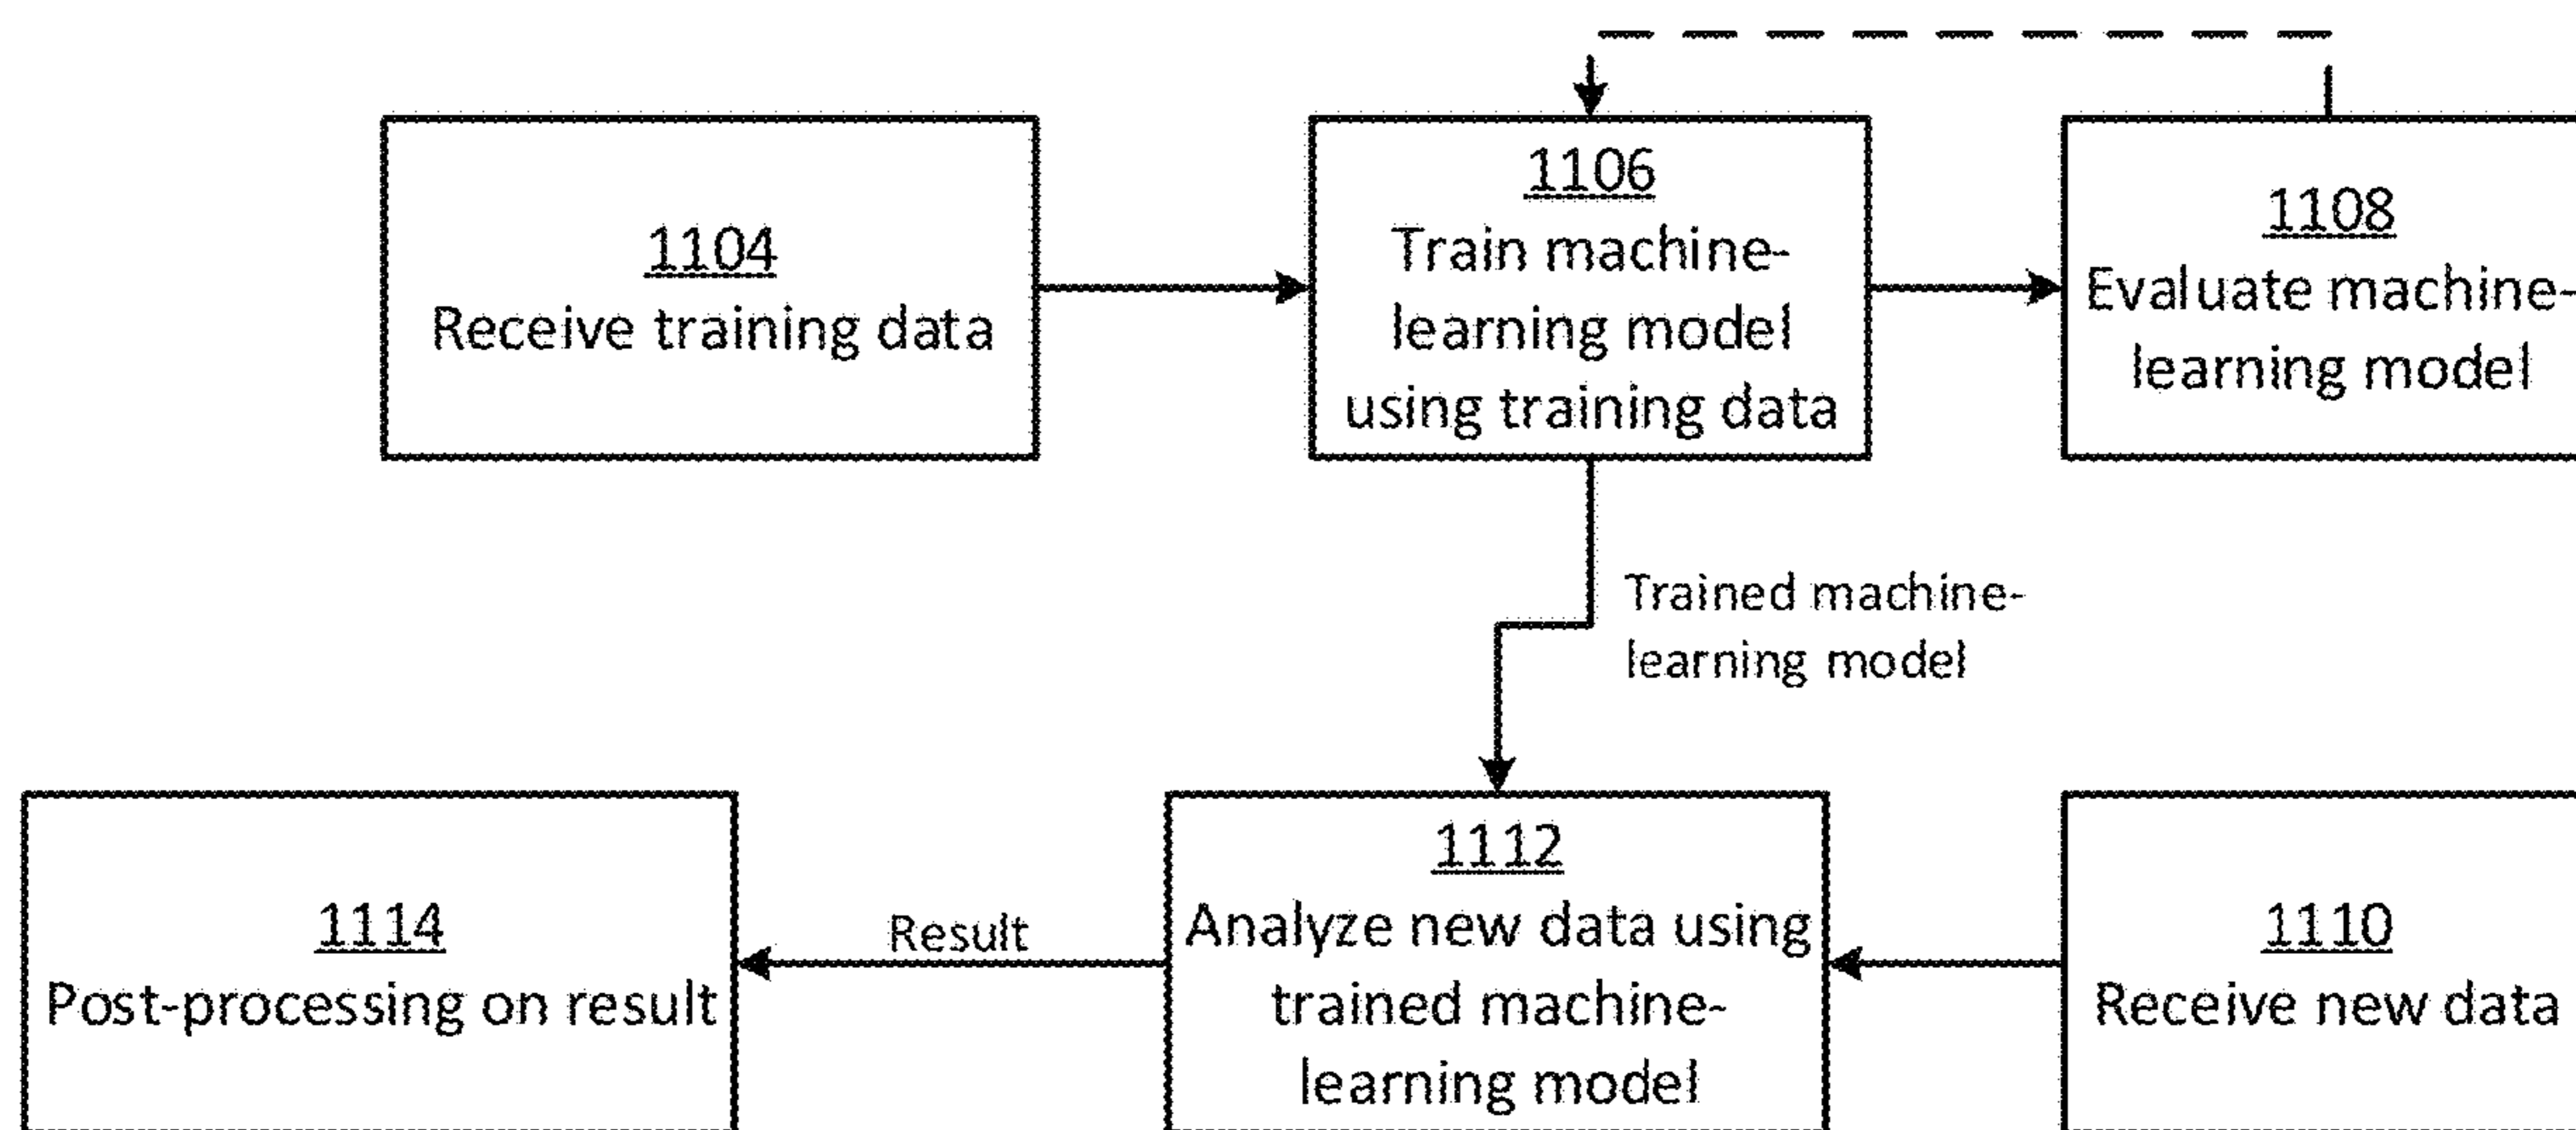 1104
Receive training data
1106
Train machine-
learning model
using training data
1108
Evaluate machine-
learning model
Trained machine-
learning model
1114
Post-processing on result
Result
1112
Analyze new data using
trained machine-
learning model
1110
Receive new data